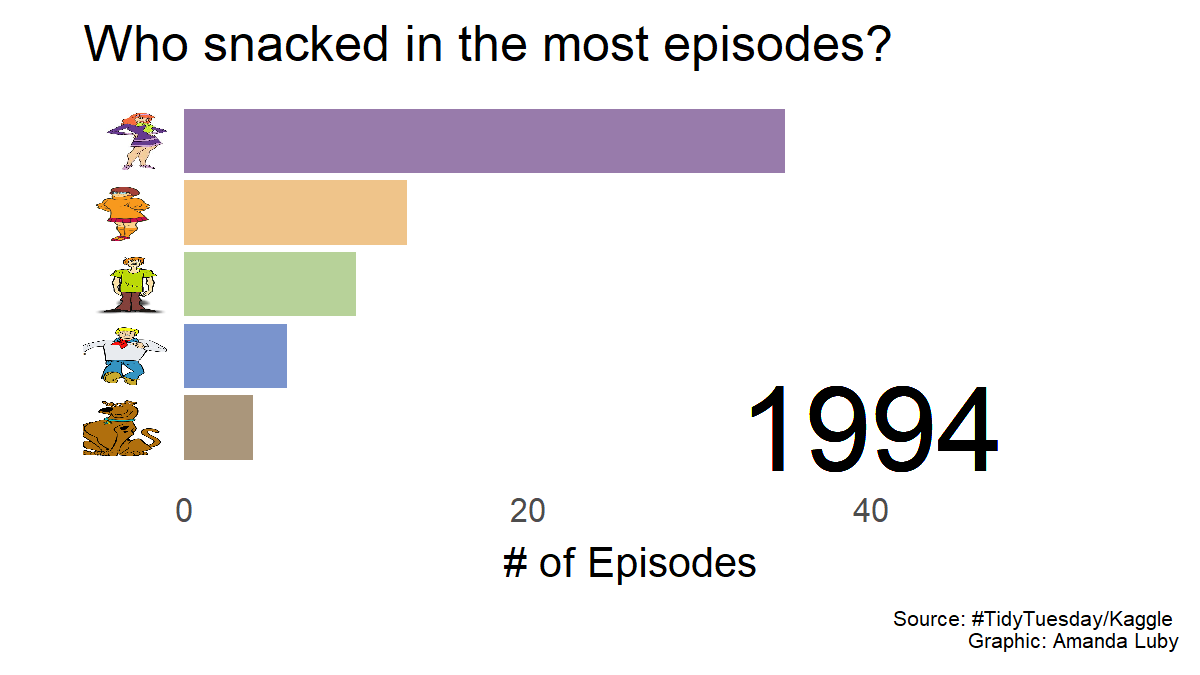 Who snacked in the most episodes?
1994
0 20 40
# of Episodes
Source: #TidyTuesday/Kaggle
Graphic: Amanda Luby